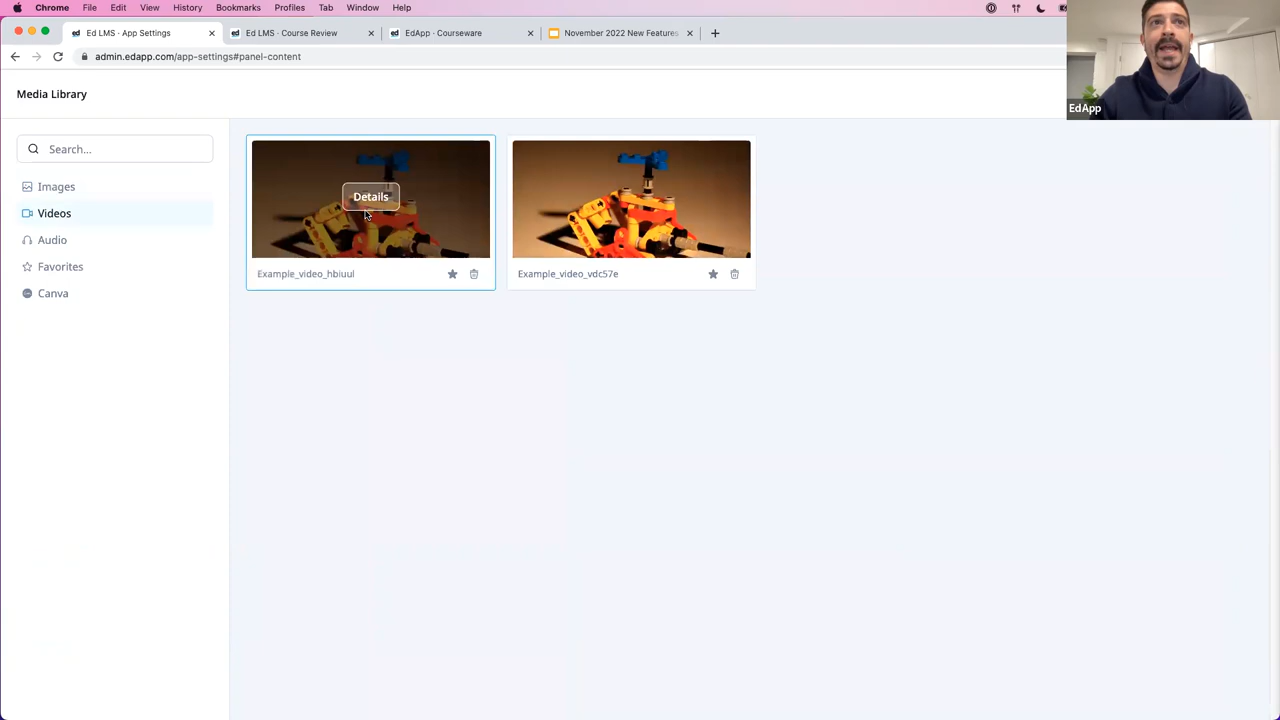 Chrome File Edit View History Bookmarks Profiles Tab Window Help
Ed LMS · App Settings Ed LMS · Course Review EdApp · Courseware November 2022 New Features
admin.edapp.com/app-settings#panel-content
EdApp
Media Library
Search...
Images
Videos
Audio
Favorites
Canva
Details
Example_video_hbiuul Example_video_vdc57e